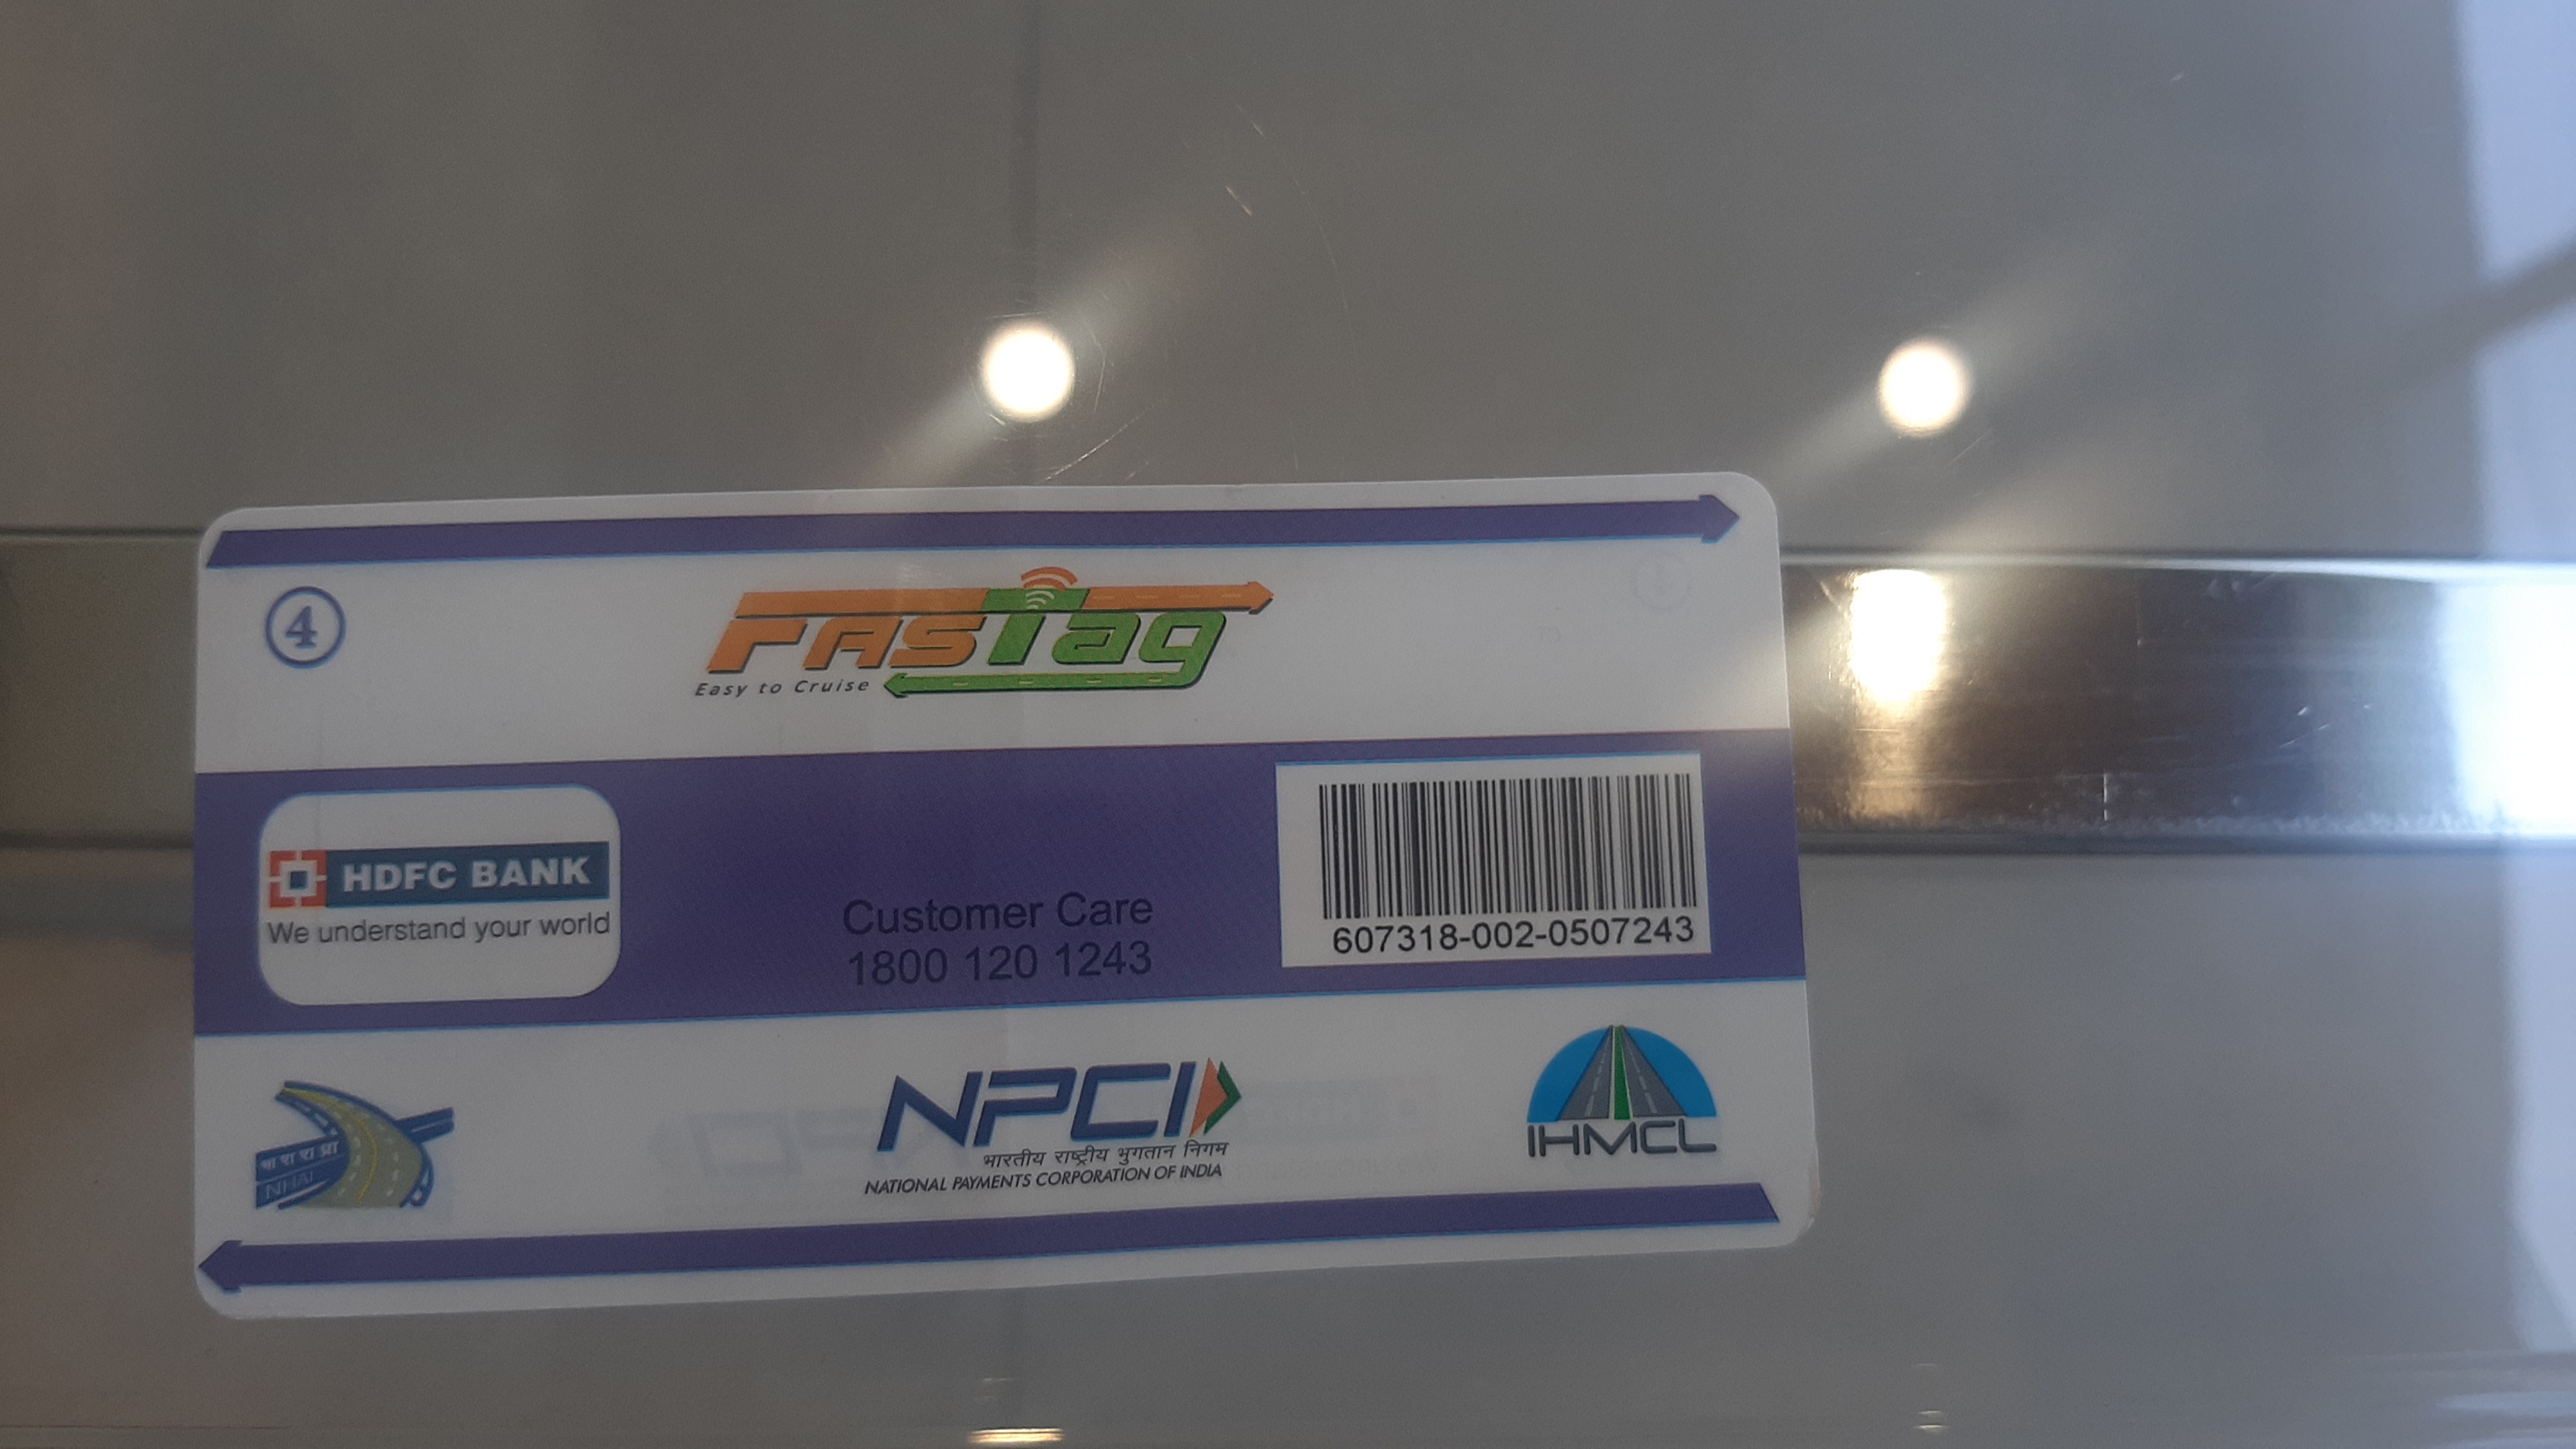 4
FASTag
Easy to Cruise
HDFC BANK
We understand your world
Customer Care
1800 120 1243
607318-002-0507243
भा रा रा प्रा
NHAI
NPCI
भारतीय राष्ट्रीय भुगतान निगम
NATIONAL PAYMENTS CORPORATION OF INDIA
IHMCL